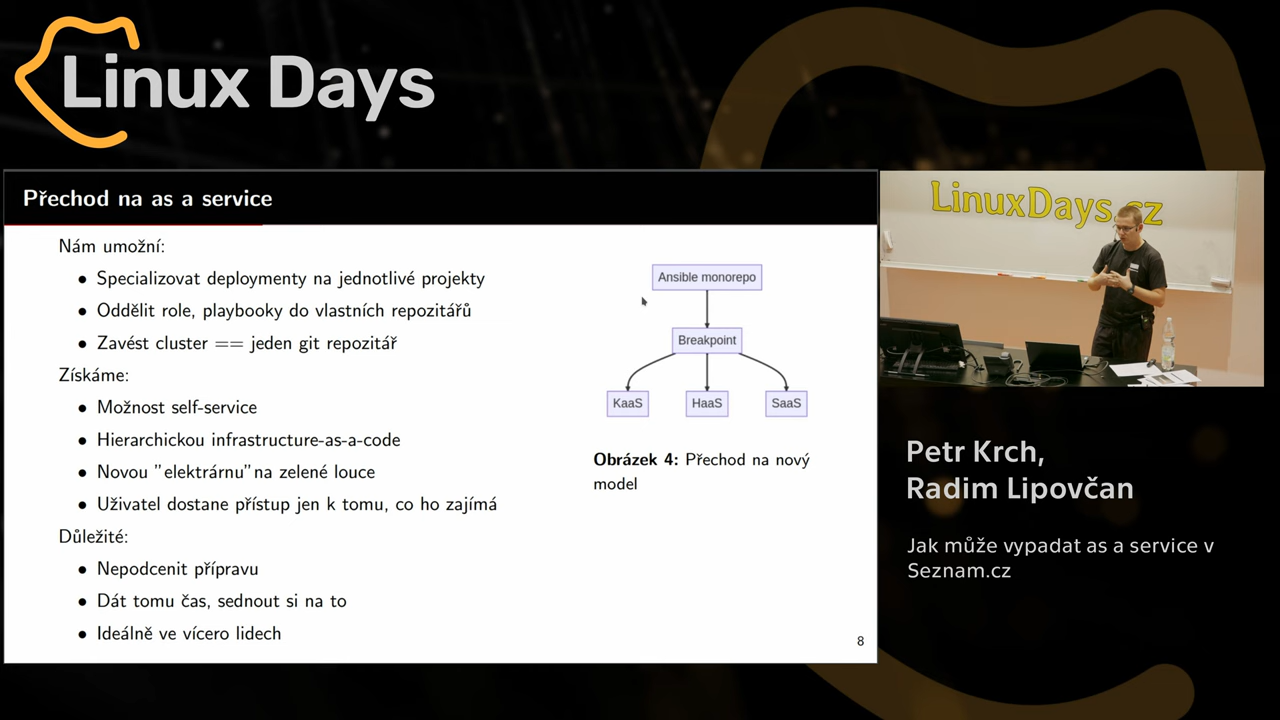 Linux Days
Přechod na as a service
Nám umožní:
• Specializovat deploymenty na jednotlivé projekty
• Oddělit role, playbooky do vlastních repozitářů
• Zavést cluster == jeden git repozitář
Získáme:
• Možnost self-service
• Hierarchickou infrastructure-as-a-code
• Novou "elektrárnu"na zelené louce
• Uživatel dostane přístup jen k tomu, co ho zajímá
Důležité:
• Nepodcenit přípravu
• Dát tomu čas, sednout si na to
• Ideálně ve vícero lidech
Ansible monorepo
Breakpoint
KaaS HaaS SaaS
Obrázek 4: Přechod na nový
model
8
LinuxDays.cz
Petr Krch,
Radim Lipovčan
Jak může vypadat as a service v
Seznam.cz